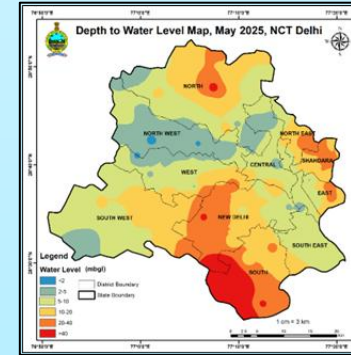 Depth to Water Level Map, May 2025, NCT Delhi
NORTH
NORTH WEST
NORTH EAST
SHAHDARA
CENTRAL
WEST
EAST
SOUTH WEST
NEW DELHI
SOUTH EAST
SOUTH
Legend
Water Level (mbgl)
<2
2-5
5-10
10-20
20-40
>40
District Boundary
State Boundary
1 cm = 3 km